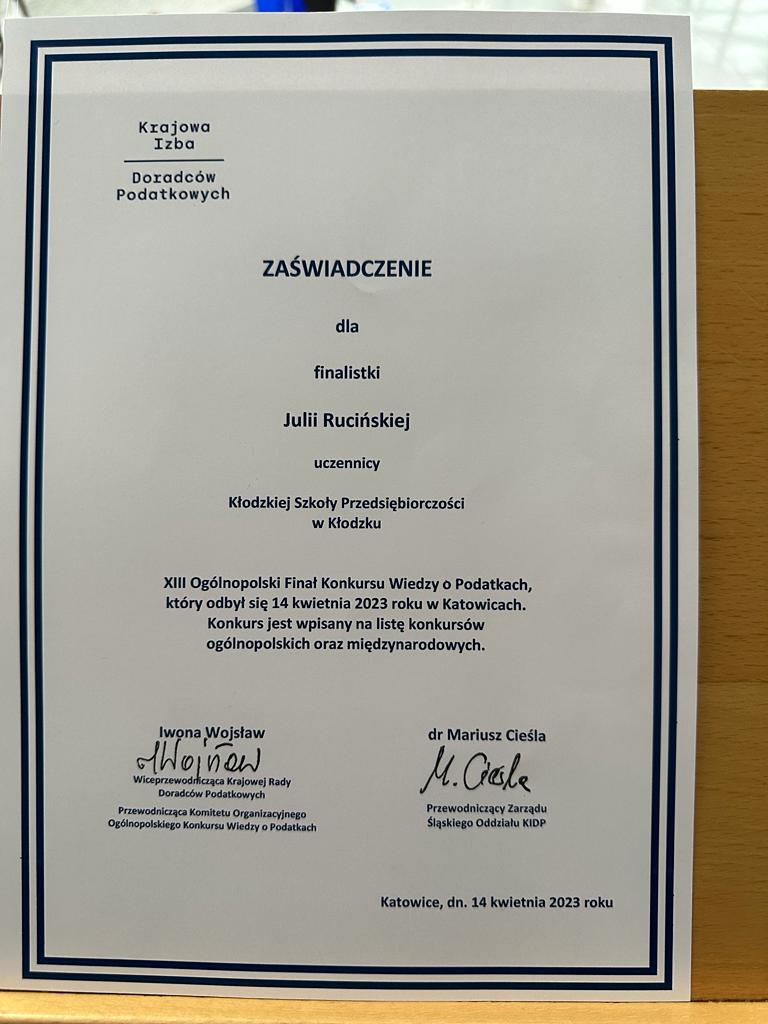 Krajowa
Izba
Doradców
Podatkowych
ZAŚWIADCZENIE
dla
finalistki
Julii Rucińskiej
uczennicy
Kłodzkiej Szkoły Przedsiębiorczości
w Kłodzku
XIII Ogólnopolski Finał Konkursu Wiedzy o Podatkach,
który odbył się 14 kwietnia 2023 roku w Katowicach.
Konkurs jest wpisany na listę konkursów
ogólnopolskich oraz międzynarodowych.
Iwona Wojsław
Wiceprzewodnicząca Krajowej Rady
Doradców Podatkowych
Przewodnicząca Komitetu Organizacyjnego
Ogólnopolskiego Konkursu Wiedzy o Podatkach
dr Mariusz Cieśla
M. Cieśla
Przewodniczący Zarządu
Śląskiego Oddziału KIDP
Katowice, dn. 14 kwietnia 2023 roku